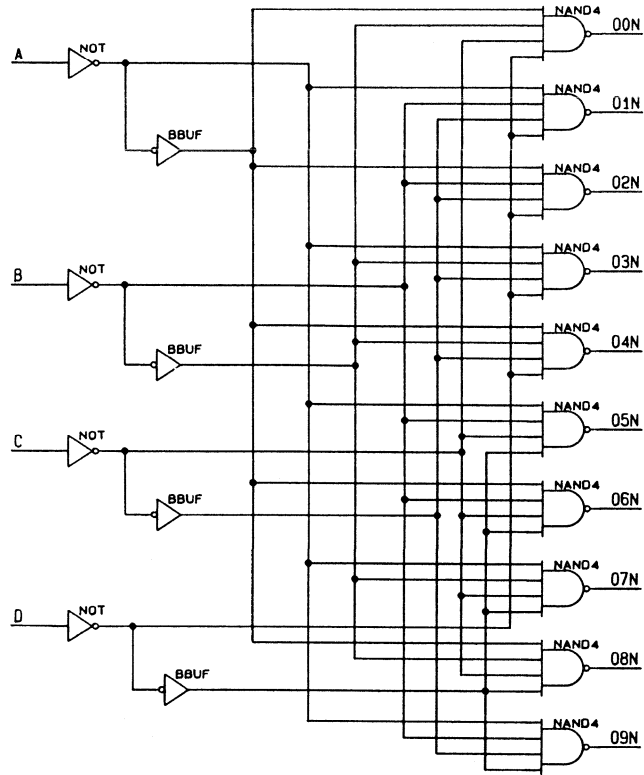 NAND4
00N
A
NOT
NAND4
01N
BBUF
NAND4
02N
NAND4
03N
B
NOT
NAND4
04N
BBUF
NAND4
05N
C
NOT
NAND4
06N
BBUF
NAND4
07N
D
NOT
NAND4
08N
BBUF
NAND4
09N